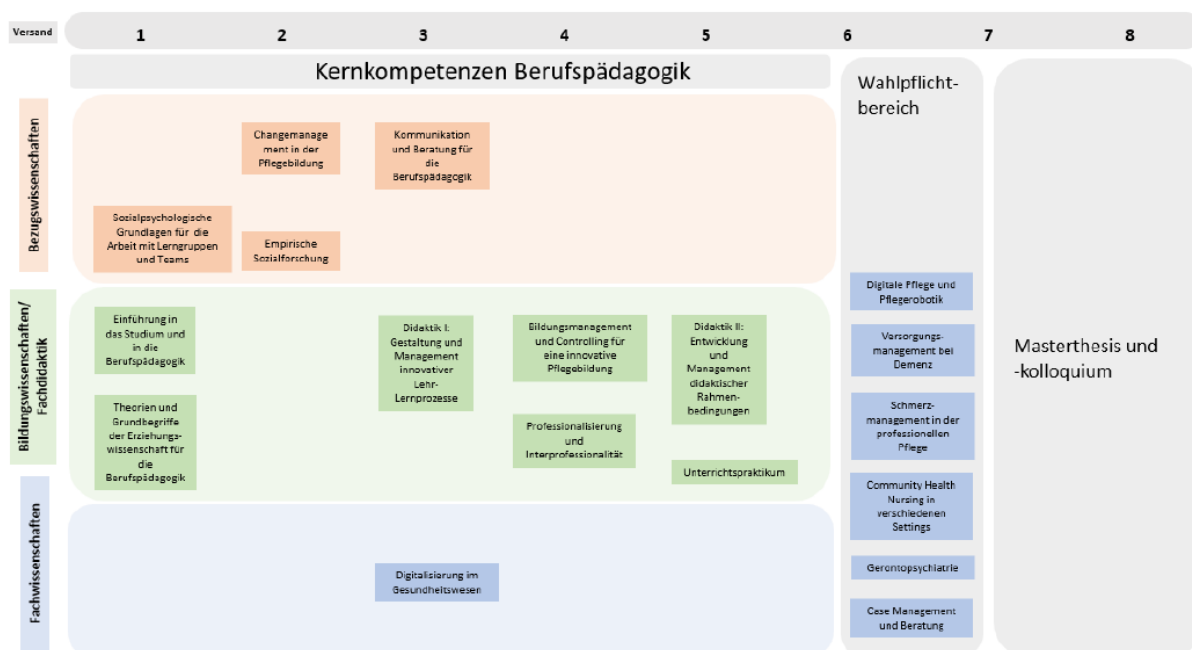 Versand
1
2
3
4
5
6
7
8
Kernkompetenzen Berufspädagogik
Wahlpflicht-
bereich
Bezugswissenschaften
Changemanage
ment in der
Pflegebildung
Kommunikation
und Beratung für
die
Berufspädagogik
Sozialpsychologische
Grundlagen für die
Arbeit mit Lerngruppen
und Teams
Empirische
Sozialforschung
Bildungswissenschaften/
Fachdidaktik
Einführung in
das Studium und
in die
Berufspädagogik
Didaktik I:
Gestaltung und
Management
innovativer
Lehr-
Lernprozesse
Bildungsmanagement
und Controlling für
eine innovative
Pflegebildung
Didaktik II:
Entwicklung
und
Management
didaktischer
Rahmen-
bedingungen
Theorien und
Grundbegriffe
der Erziehungs-
wissenschaft für
die
Berufspädagogik
Professionalisierung
und
Interprofessionalität
Unterrichtspraktikum
Fachwissenschaften
Digitalisierung im
Gesundheitswesen
Digitale Pflege und
Pflegerobotik
Versorgungs-
management bei
Demenz
Schmerz-
management in der
professionellen
Pflege
Community Health
Nursing in
verschiedenen
Settings
Gerontopsychiatrie
Case Management
und Beratung
Masterthesis und
-kolloquium